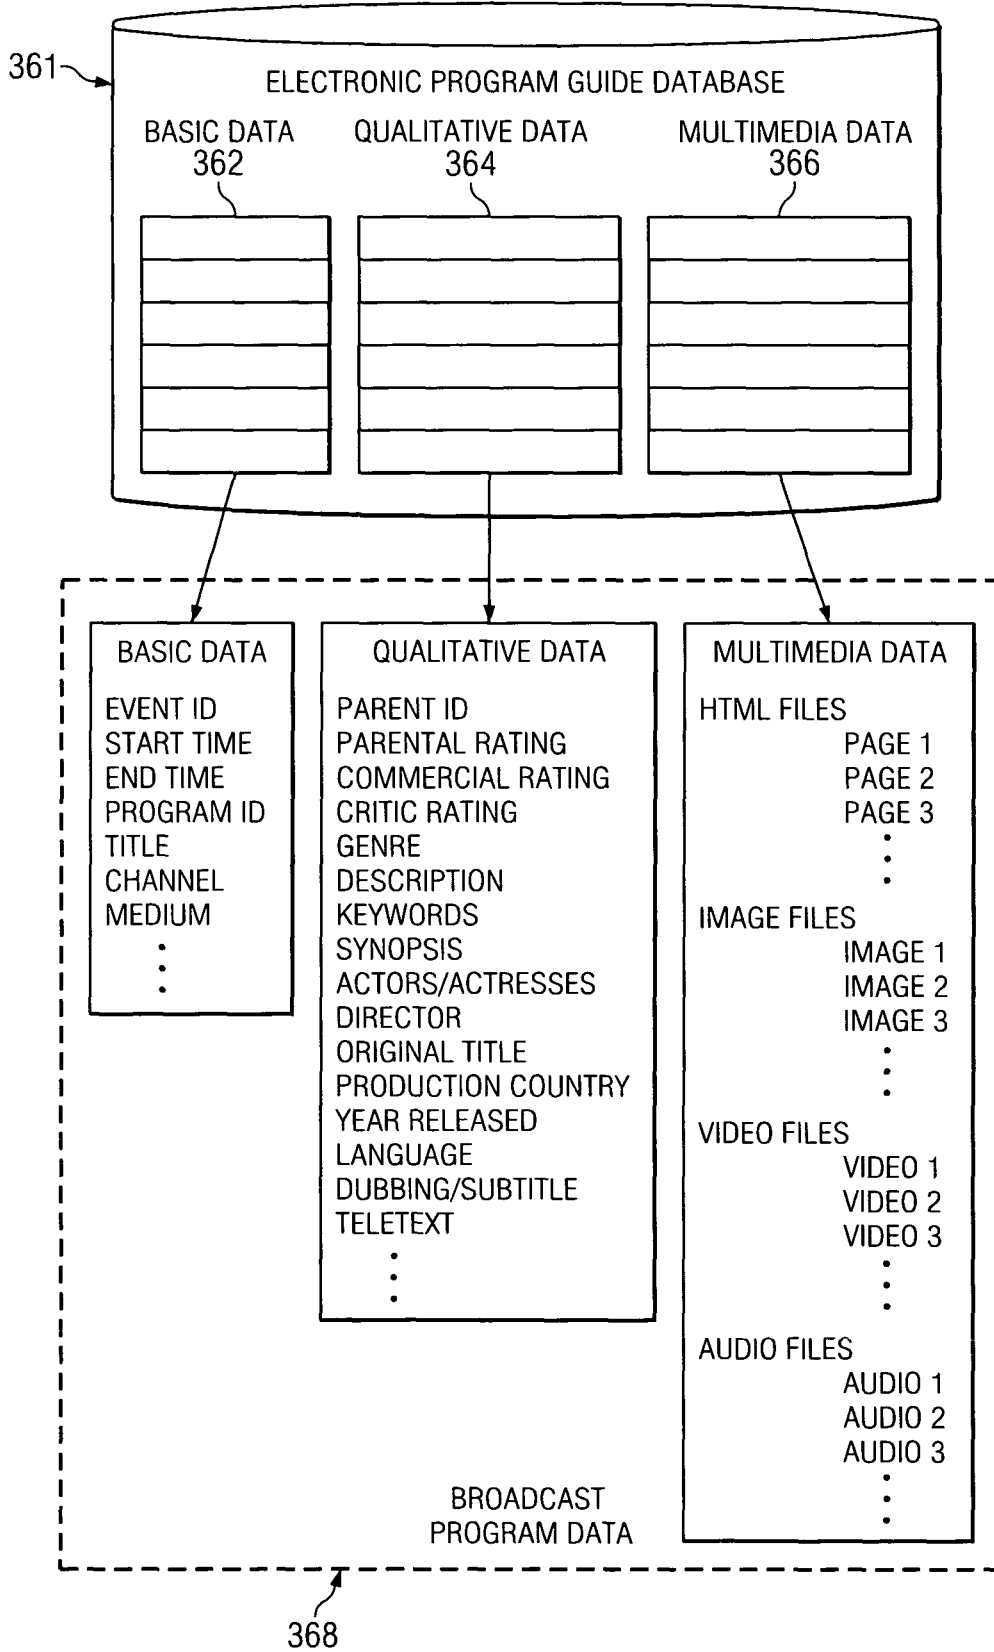 361
ELECTRONIC PROGRAM GUIDE DATABASE
BASIC DATA
362
QUALITATIVE DATA
364
MULTIMEDIA DATA
366
BASIC DATA
EVENT ID
START TIME
END TIME
PROGRAM ID
TITLE
CHANNEL
MEDIUM
QUALITATIVE DATA
PARENT ID
PARENTAL RATING
COMMERCIAL RATING
CRITIC RATING
GENRE
DESCRIPTION
KEYWORDS
SYNOPSIS
ACTORS/ACTRESSES
DIRECTOR
ORIGINAL TITLE
PRODUCTION COUNTRY
YEAR RELEASED
LANGUAGE
DUBBING/SUBTITLE
TELETEXT
MULTIMEDIA DATA
HTML FILES
PAGE 1
PAGE 2
PAGE 3
IMAGE FILES
IMAGE 1
IMAGE 2
IMAGE 3
VIDEO FILES
VIDEO 1
VIDEO 2
VIDEO 3
AUDIO FILES
AUDIO 1
AUDIO 2
AUDIO 3
BROADCAST
PROGRAM DATA
368